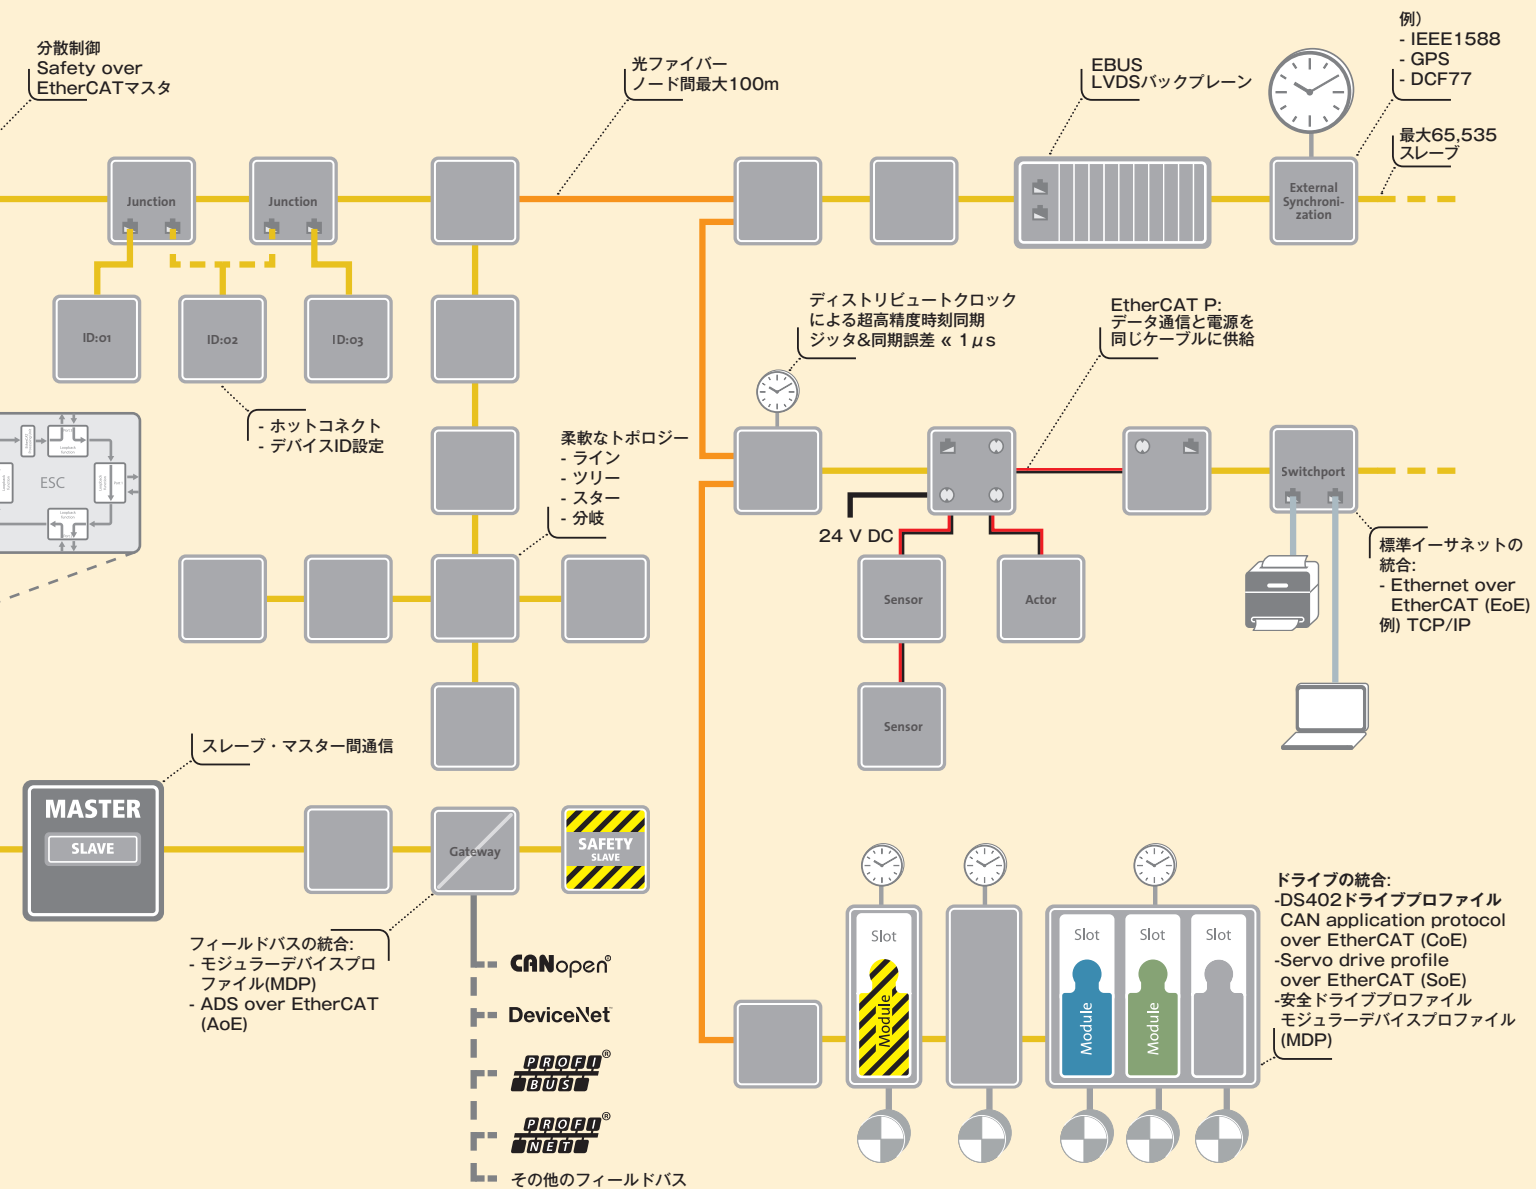 分散制御
Safety over
EtherCATマスタ
光ファイバー
ノード間最大100m
EBUS
LVDSバックプレーン
例）
- IEEE1588
- GPS
- DCF77
最大65,535
スレーブ
Junction
Junction
External
Synchroni-
zation
ID:01
ID:02
ID:03
- ホットコネクト
- デバイスID設定
ESC
柔軟なトポロジー
- ライン
- ツリー
- スター
- 分岐
ディストリビュートクロック
による超高精度時刻同期
ジッタ&同期誤差 « 1μs
EtherCAT P:
データ通信と電源を
同じケーブルに供給
24 V DC
Sensor
Actor
Sensor
Switchport
標準イーサネットの
統合:
- Ethernet over
EtherCAT (EoE)
例) TCP/IP
スレーブ・マスター間通信
MASTER
SLAVE
Gateway
SAFETY
SLAVE
フィールドバスの統合:
- モジュラーデバイスプロ
ファイル(MDP)
- ADS over EtherCAT
(AoE)
CANopen®
DeviceNet
PROFI®
BUS
PROFI®
NET
その他のフィールドバス
Slot
Module
Slot
Module
Slot
Module
Slot
ドライブの統合:
-DS402ドライブプロファイル
CAN application protocol
over EtherCAT (CoE)
-Servo drive profile
over EtherCAT (SoE)
-安全ドライブプロファイル
モジュラーデバイスプロファイル
(MDP)